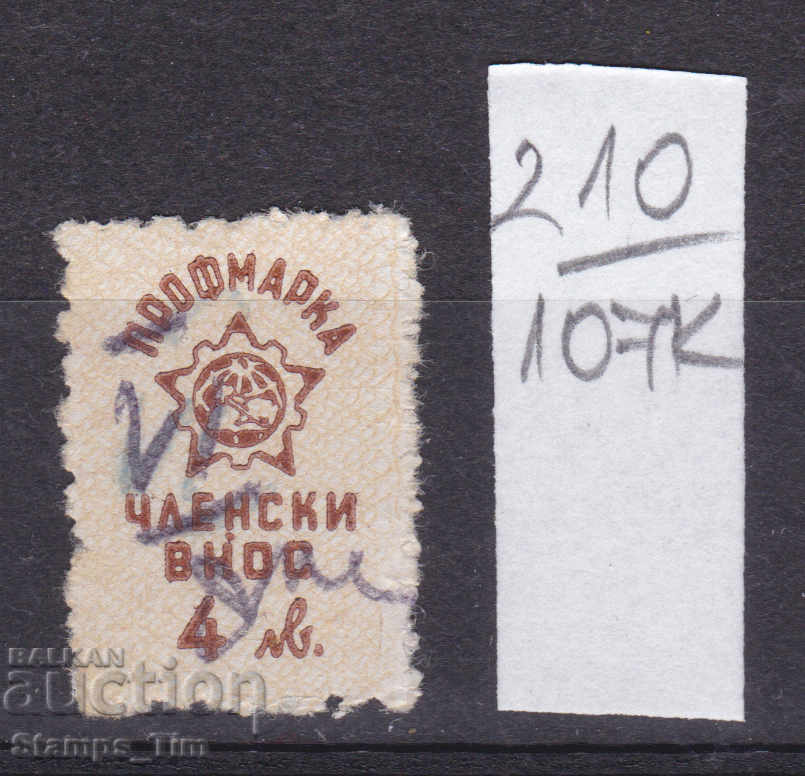 ПРОФМАРКА
ЧЛЕНСКИ
ВНОС
4 лв.
210
107К
BALKAN
auction
Stamps_Tim